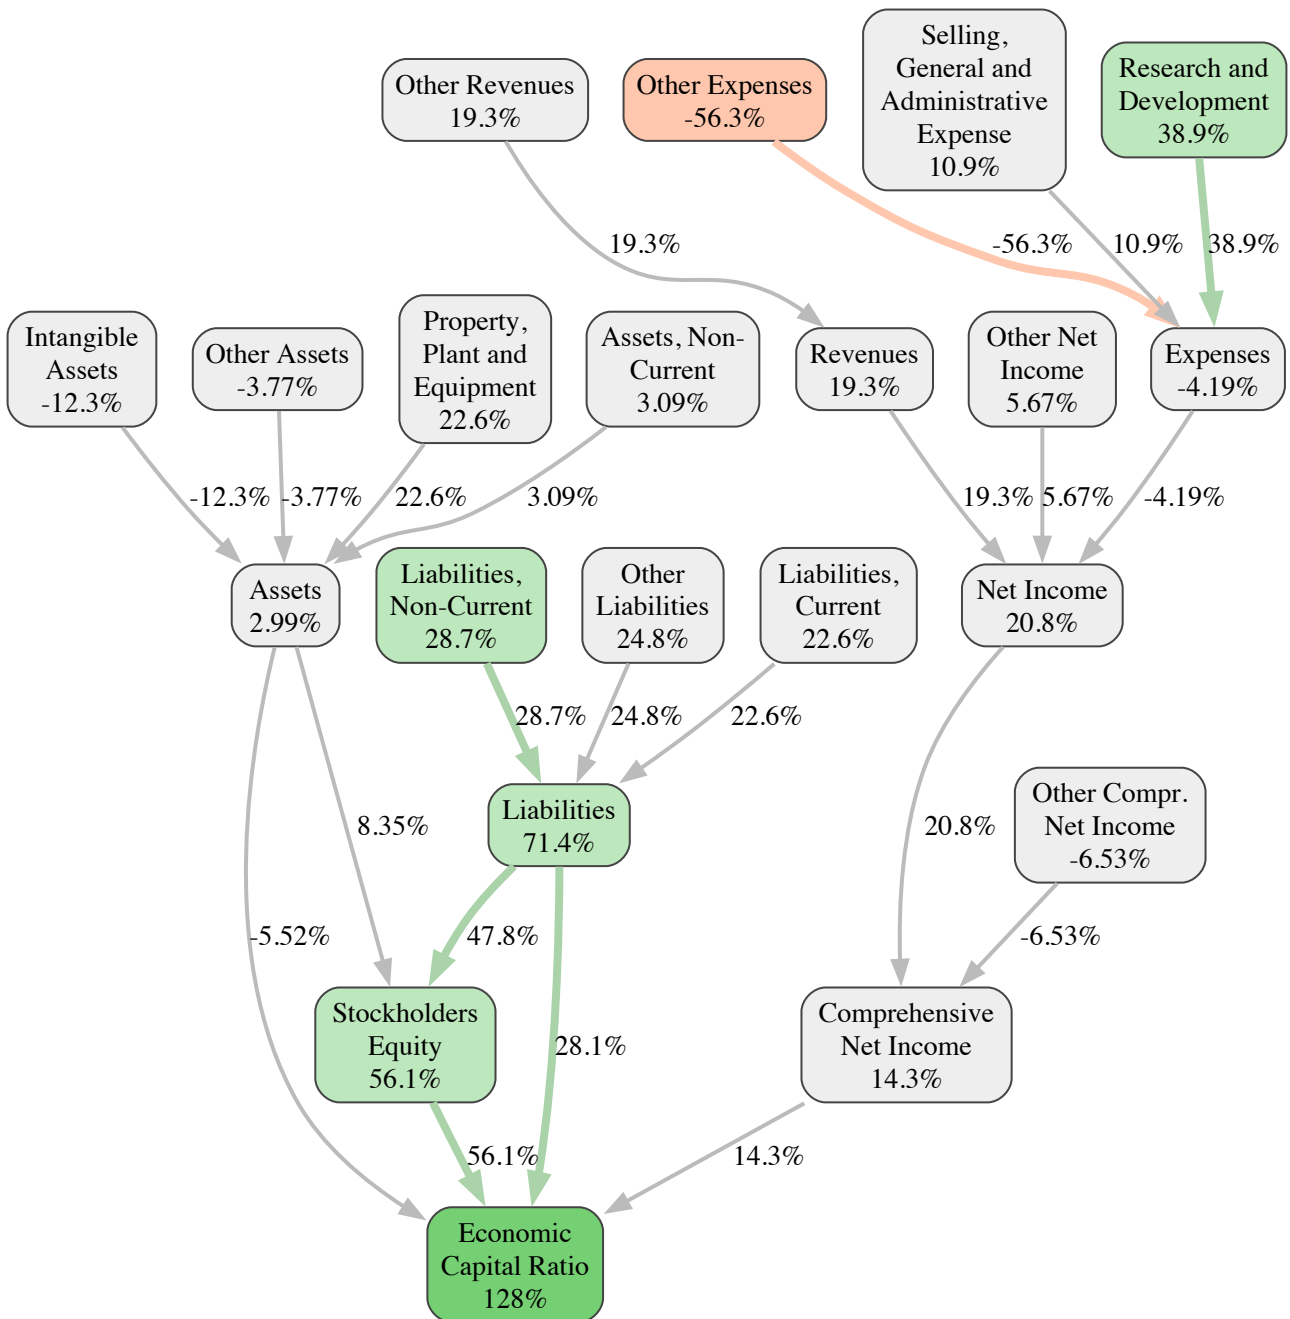 Selling,
General and
Administrative
Expense
10.9%
Other Revenues
19.3%
Other Expenses
-56.3%
Research and
Development
38.9%
19.3%
-56.3%
10.9%
38.9%
Intangible
Assets
-12.3%
Other Assets
-3.77%
Property,
Plant and
Equipment
22.6%
Assets, Non-
Current
3.09%
Revenues
19.3%
Other Net
Income
5.67%
Expenses
-4.19%
-12.3%
-3.77%
22.6%
3.09%
19.3%
5.67%
-4.19%
Assets
2.99%
Liabilities,
Non-Current
28.7%
Other
Liabilities
24.8%
Liabilities,
Current
22.6%
Net Income
20.8%
28.7%
24.8%
22.6%
Liabilities
71.4%
8.35%
20.8%
Other Compr.
Net Income
-6.53%
-5.52%
47.8%
-6.53%
Stockholders
Equity
56.1%
28.1%
Comprehensive
Net Income
14.3%
56.1%
14.3%
Economic
Capital Ratio
128%